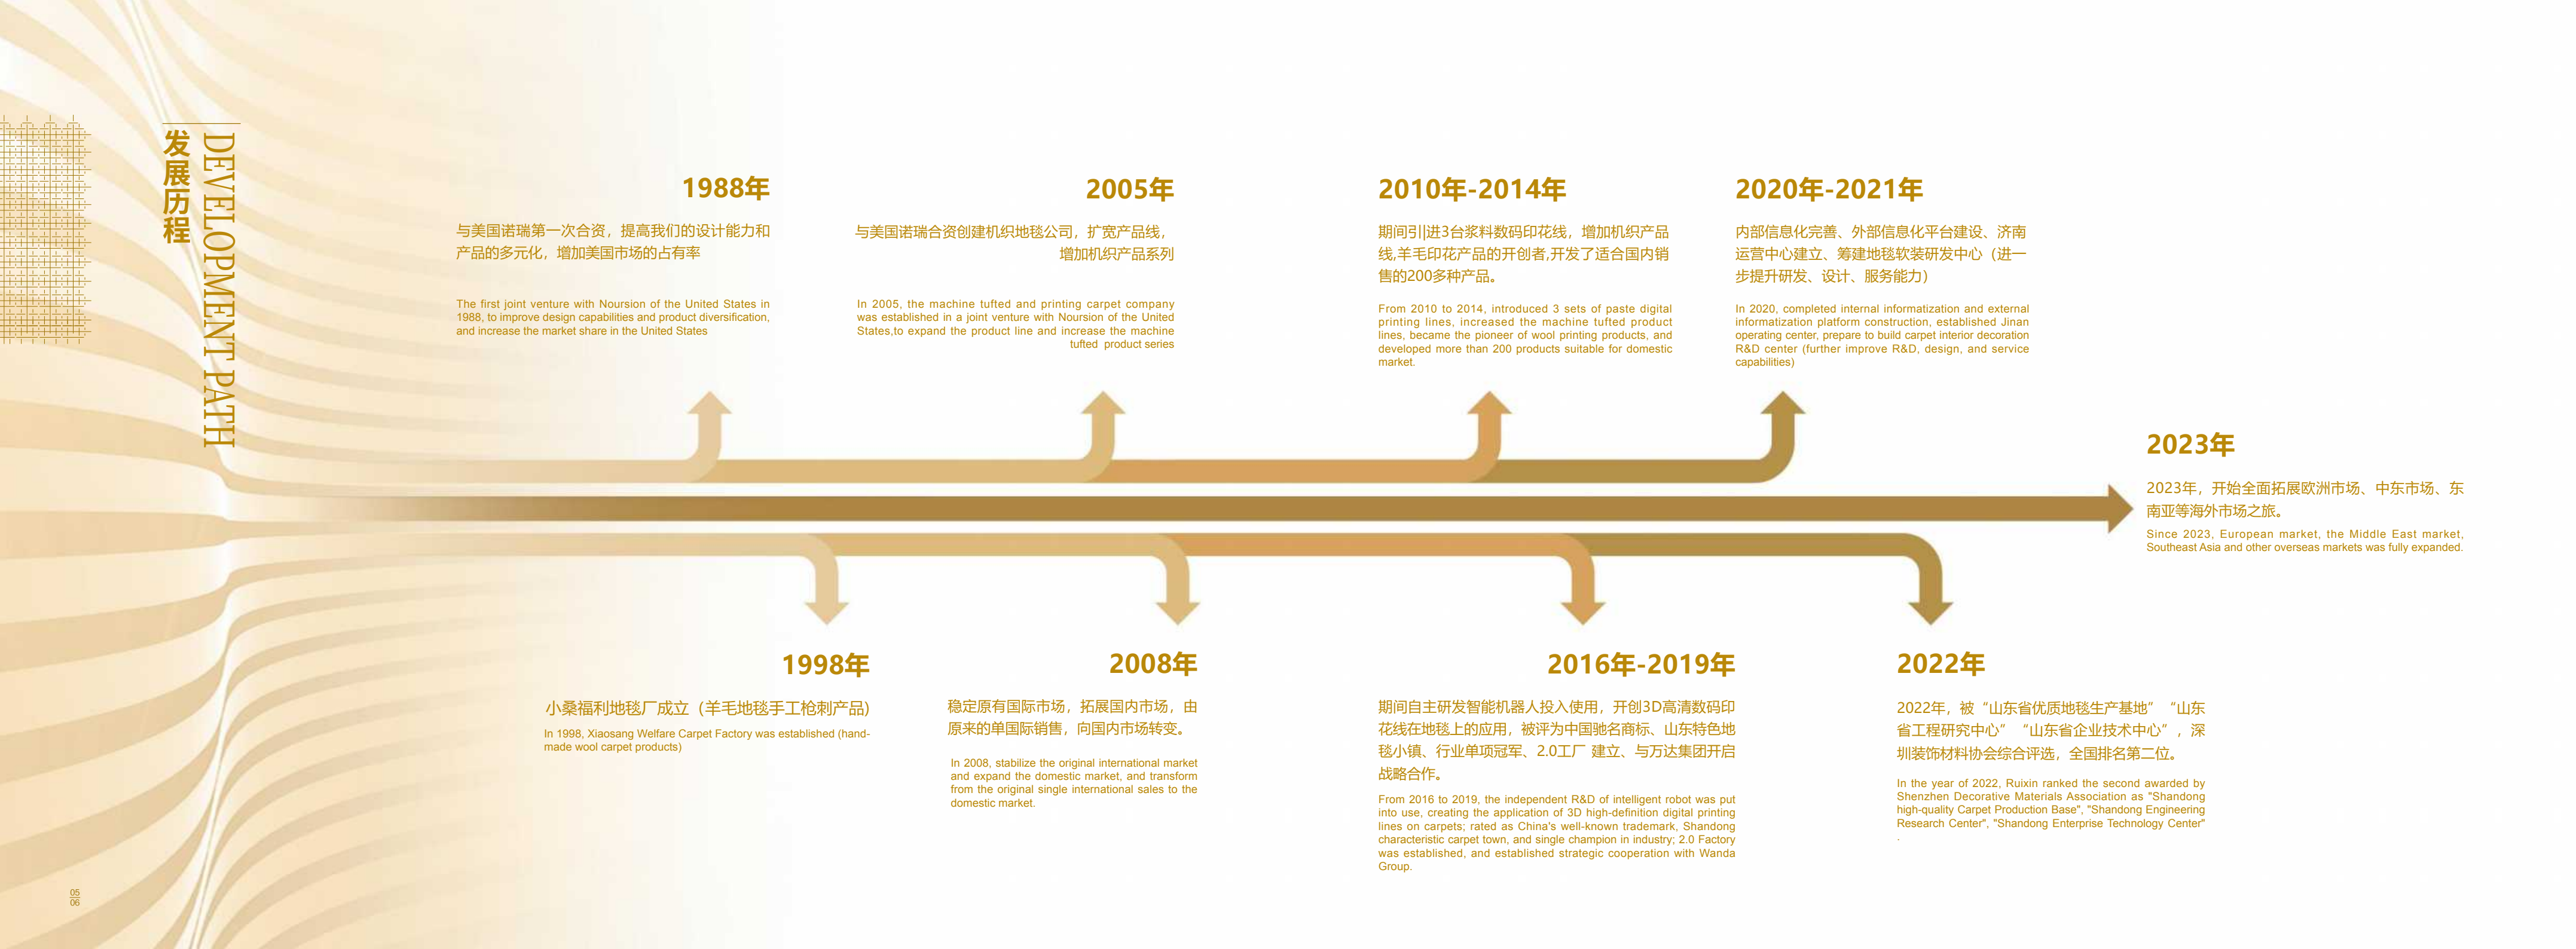 发展历程
DEVELOPMENT PATH
1988年
与美国诺瑞第一次合资，提高我们的设计能力和
产品的多元化，增加美国市场的占有率
The first joint venture with Noursion of the United States in
1988, to improve design capabilities and product diversification,
and increase the market share in the United States
2005年
与美国诺瑞合资创建机织地毯公司，扩宽产品线，
增加机织产品系列
In 2005, the machine tufted and printing carpet company
was established in a joint venture with Noursion of the United
States,to expand the product line and increase the machine
tufted product series
2010年-2014年
期间引|进3台浆料数码印花线，增加机织产品
线,羊毛印花产品的开创者,开发了适合国内销
售的200多种产品。
From 2010 to 2014, introduced 3 sets of paste digital
printing lines, increased the machine tufted product
lines, became the pioneer of wool printing products, and
developed more than 200 products suitable for domestic
market.
2020年-2021年
内部信息化完善、外部信息化平台建设、济南
运营中心建立、筹建地毯软装研发中心（进一
步提升研发、设计、服务能力）
In 2020, completed internal informatization and external
informatization platform construction, established Jinan
operating center, prepare to build carpet interior decoration
R&D center (further improve R&D, design, and service
capabilities)
2023年
2023年，开始全面拓展欧洲市场、中东市场、东
南亚等海外市场之旅。
Since 2023, European market, the Middle East market,
Southeast Asia and other overseas markets was fully expanded.
1998年
小桑福利地毯厂成立（羊毛地毯手工枪刺产品)
In 1998, Xiaosang Welfare Carpet Factory was established (hand-
made wool carpet products)
2008年
稳定原有国际市场，拓展国内市场，由
原来的单国际销售，向国内市场转变。
In 2008, stabilize the original international market
and expand the domestic market, and transform
from the original single international sales to the
domestic market.
2016年-2019年
期间自主研发智能机器人投入使用，开创3D高清数码印
花线在地毯上的应用，被评为中国驰名商标、山东特色地
毯小镇、行业单项冠军、2.0工厂 建立、与万达集团开启
战略合作。
From 2016 to 2019, the independent R&D of intelligent robot was put
into use, creating the application of 3D high-definition digital printing
lines on carpets; rated as China's well-known trademark, Shandong
characteristic carpet town, and single champion in industry; 2.0 Factory
was established, and established strategic cooperation with Wanda
Group.
2022年
2022年，被“山东省优质地毯生产基地”“山东
省工程研究中心”“山东省企业技术中心”，深
圳装饰材料协会综合评选，全国排名第二位。
In the year of 2022, Ruixin ranked the second awarded by
Shenzhen Decorative Materials Association as "Shandong
high-quality Carpet Production Base", "Shandong Engineering
Research Center", "Shandong Enterprise Technology Center"
.
05
06